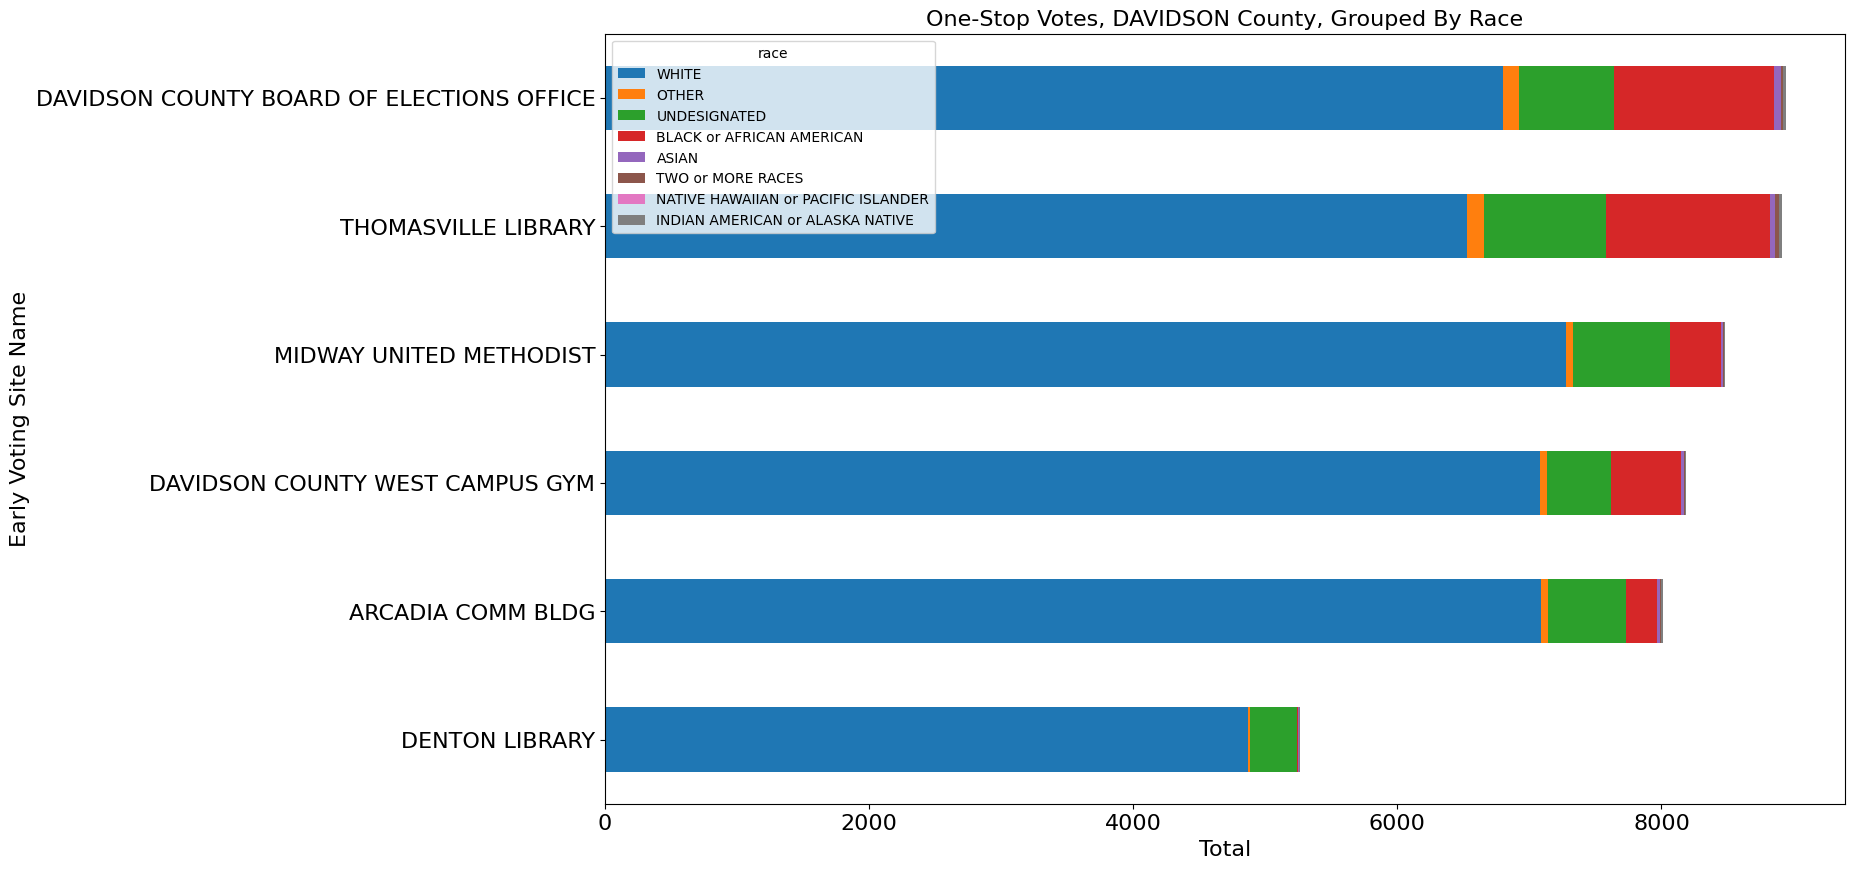 One-Stop Votes, DAVIDSON County, Grouped By Race
race
WHITE
OTHER
UNDESIGNATED
BLACK or AFRICAN AMERICAN
ASIAN
TWO or MORE RACES
NATIVE HAWAIIAN or PACIFIC ISLANDER
INDIAN AMERICAN or ALASKA NATIVE
Early Voting Site Name
DAVIDSON COUNTY BOARD OF ELECTIONS OFFICE
THOMASVILLE LIBRARY
MIDWAY UNITED METHODIST
DAVIDSON COUNTY WEST CAMPUS GYM
ARCADIA COMM BLDG
DENTON LIBRARY
0 2000 4000 6000 8000
Total